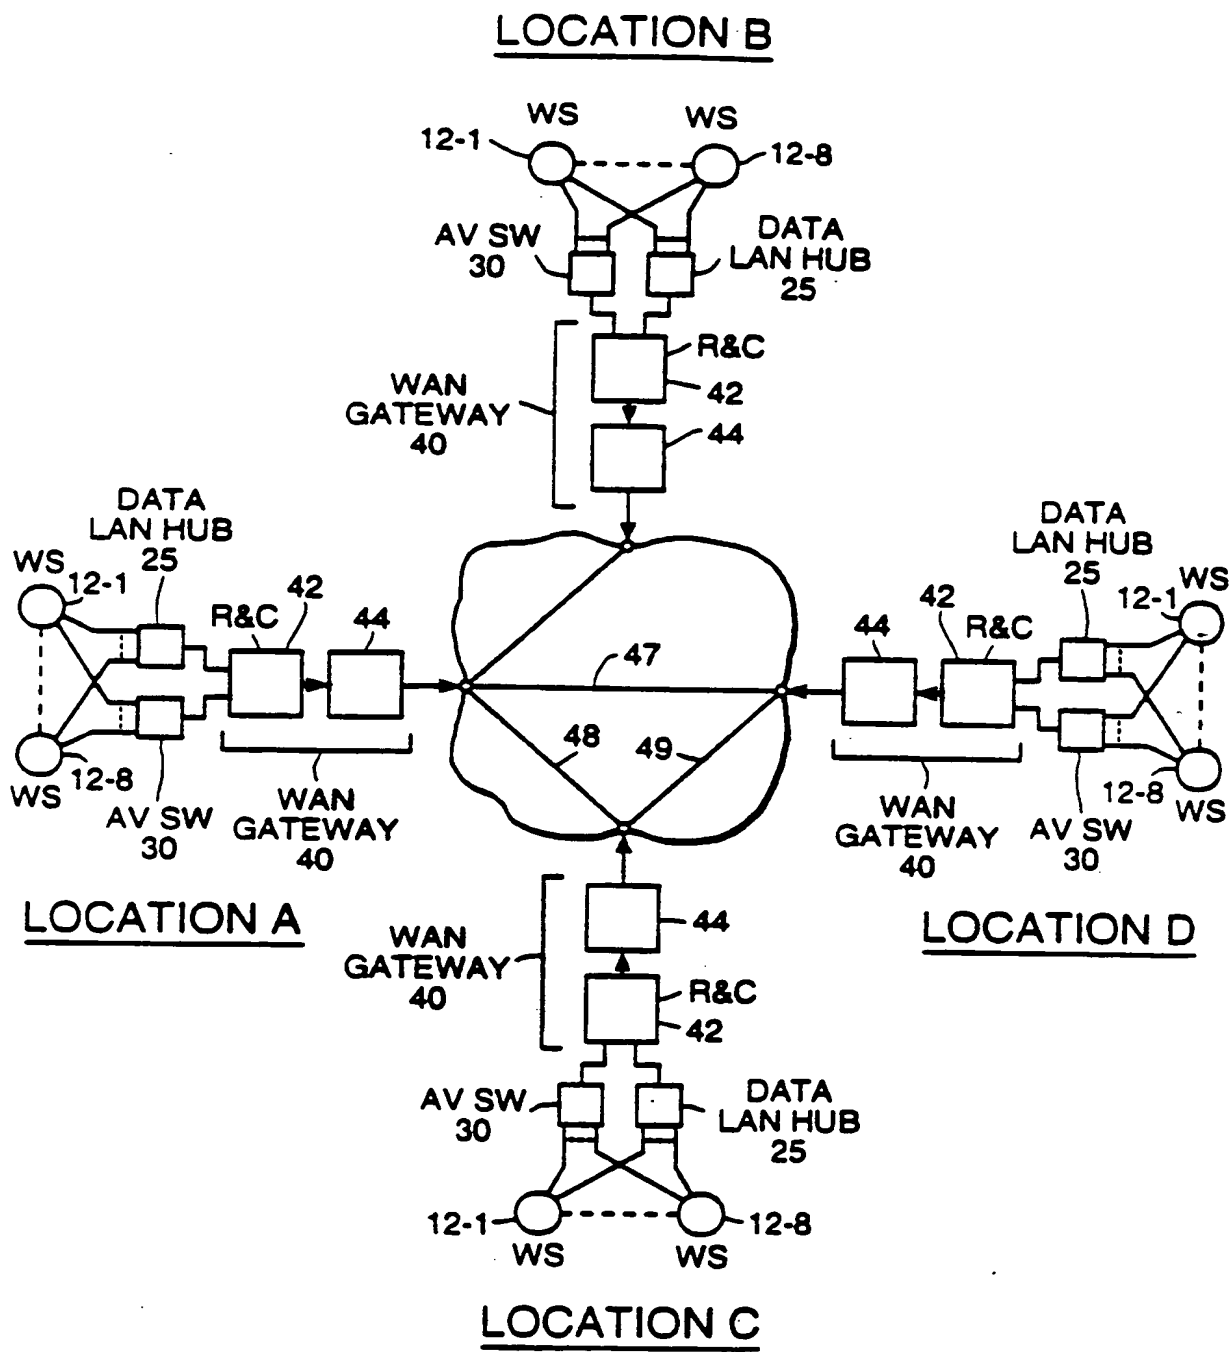 LOCATION B
WS
WS
12-1
12-8
AV SW
30
DATA
LAN HUB
25
R&C
42
WAN
GATEWAY
40
44
DATA
LAN HUB
25
WS
12-1
R&C
42
44
12-8
WS
AV SW
30
WAN
GATEWAY
40
LOCATION A
47
48
49
DATA
LAN HUB
25
WS
12-1
42
R&C
44
12-8
WS
AV SW
30
WAN
GATEWAY
40
LOCATION D
WAN
GATEWAY
40
44
R&C
42
AV SW
30
DATA
LAN HUB
25
12-1
12-8
WS
WS
LOCATION C